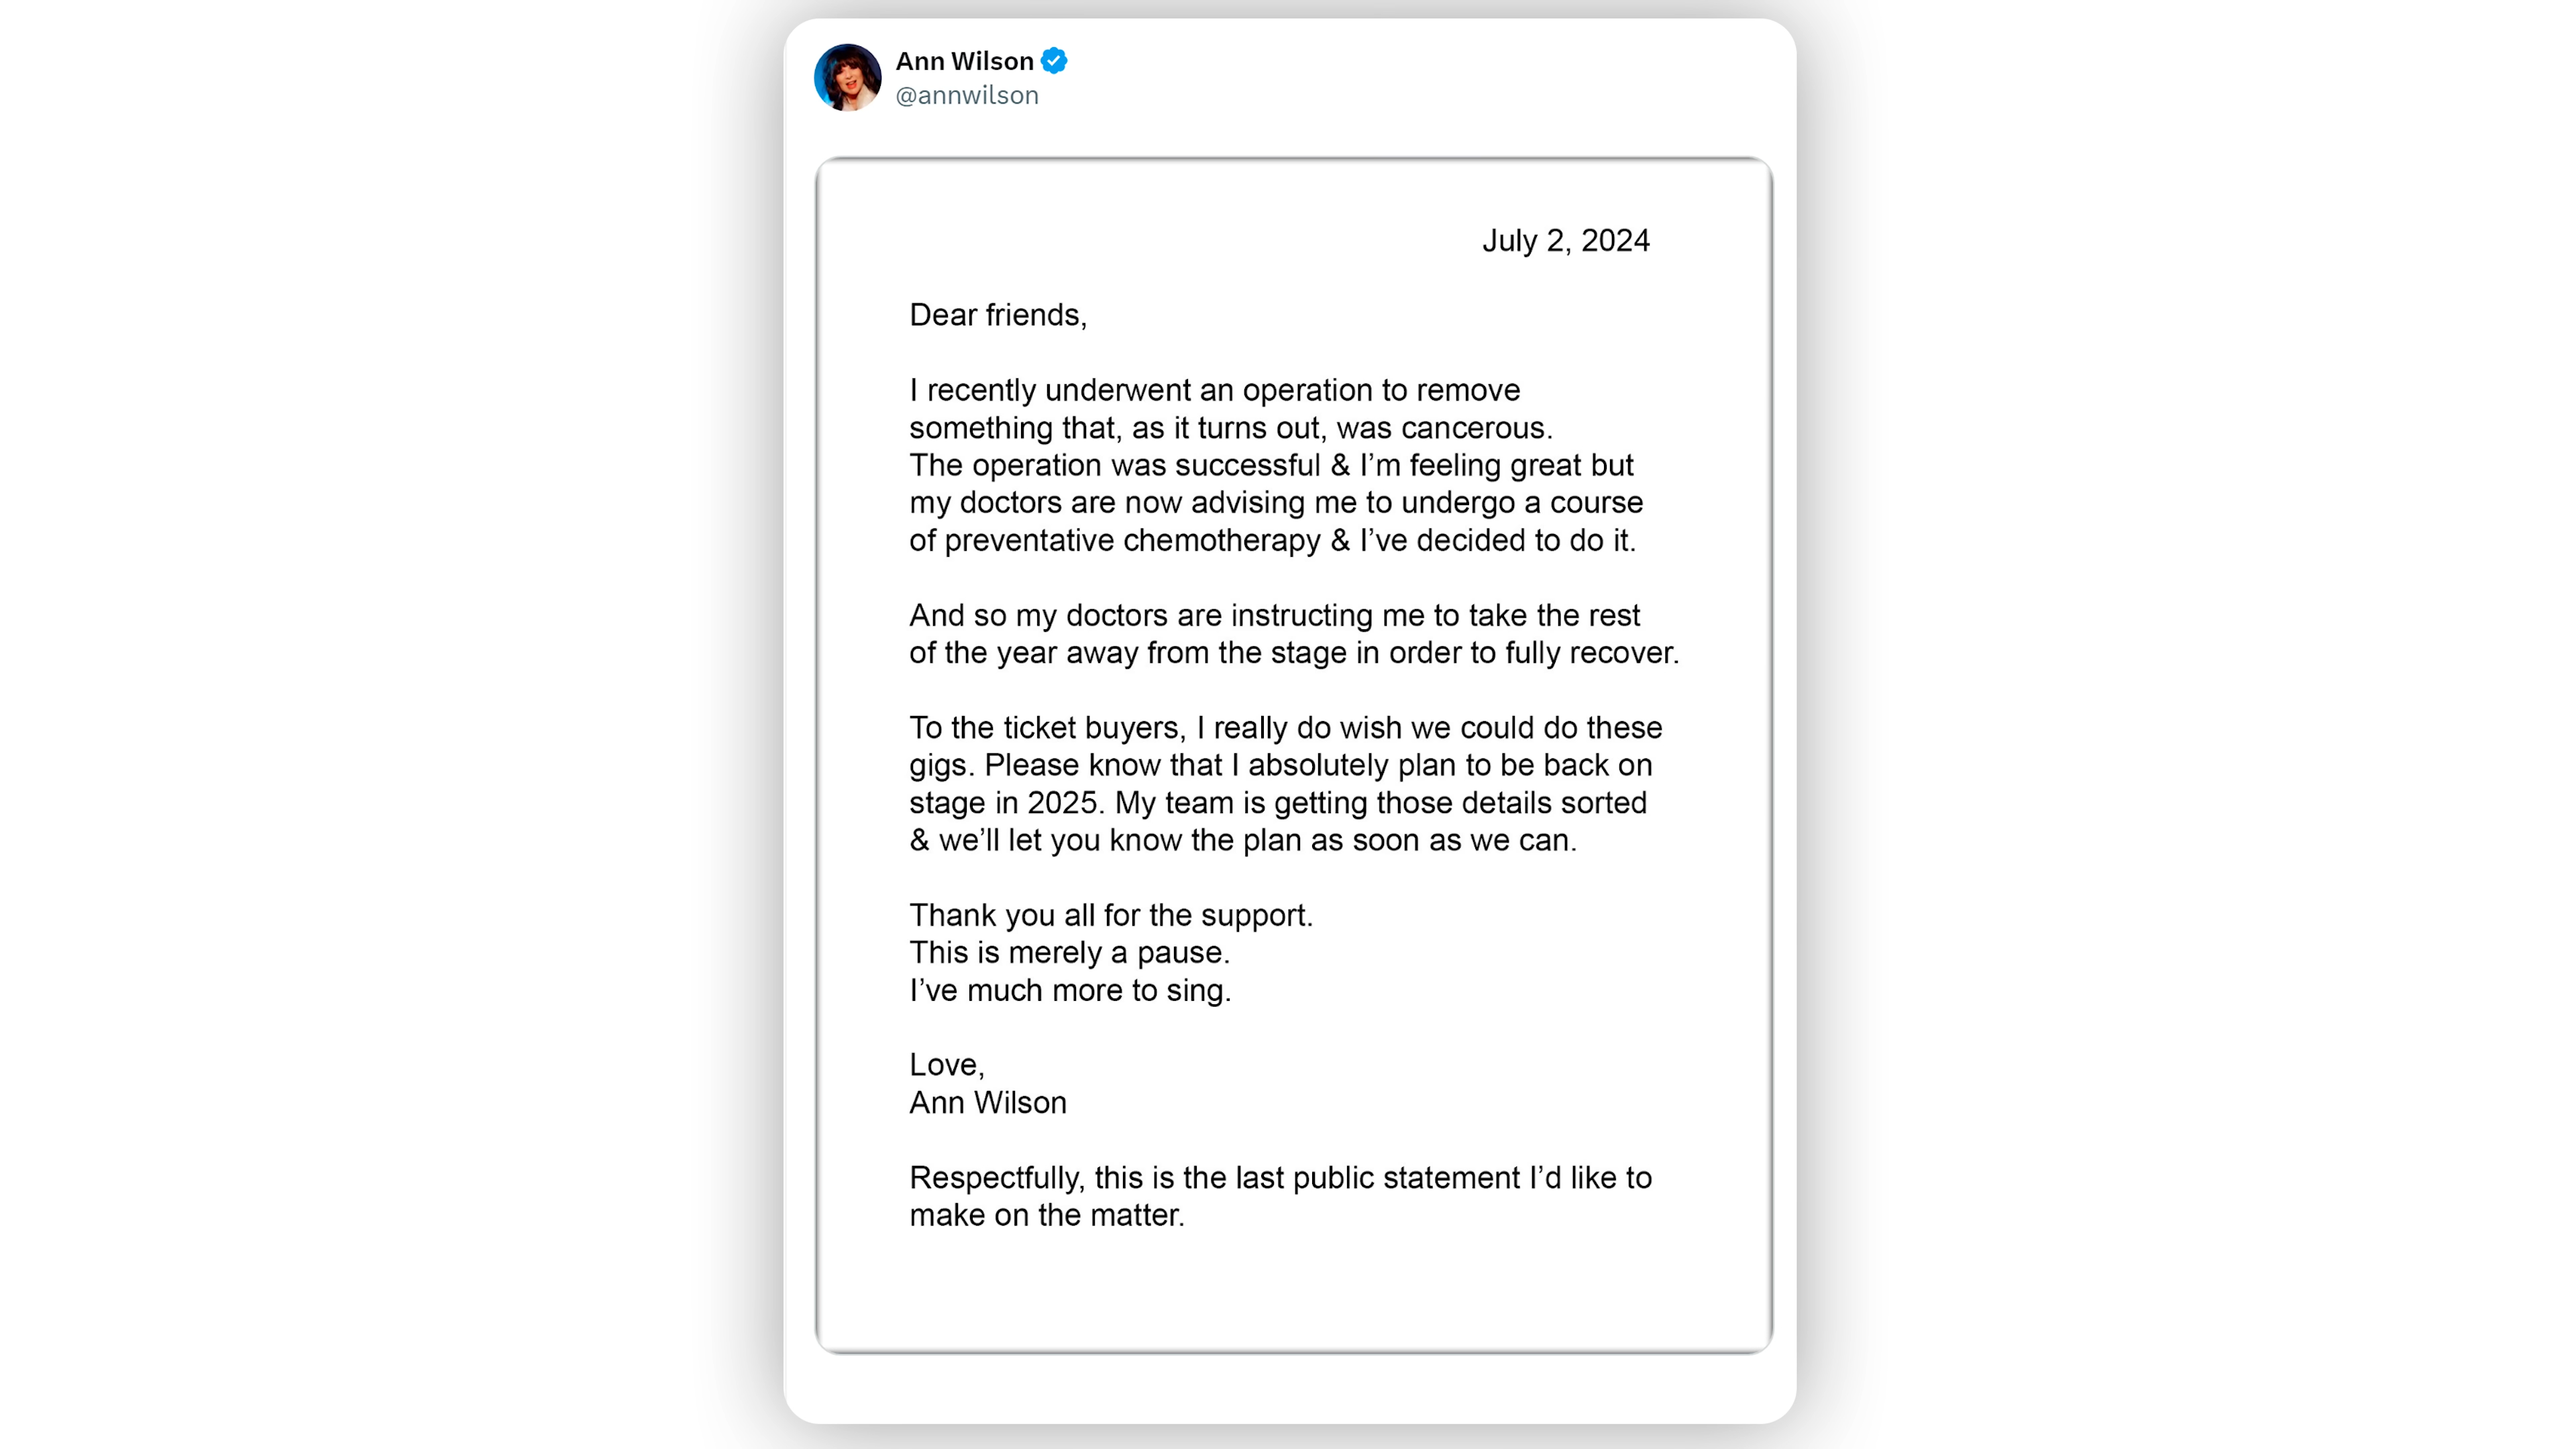 Ann Wilson
@annwilson
July 2, 2024
Dear friends,
I recently underwent an operation to remove
something that, as it turns out, was cancerous.
The operation was successful & I’m feeling great but
my doctors are now advising me to undergo a course
of preventative chemotherapy & I’ve decided to do it.
And so my doctors are instructing me to take the rest
of the year away from the stage in order to fully recover.
To the ticket buyers, I really do wish we could do these
gigs. Please know that I absolutely plan to be back on
stage in 2025. My team is getting those details sorted
& we’ll let you know the plan as soon as we can.
Thank you all for the support.
This is merely a pause.
I’ve much more to sing.
Love,
Ann Wilson
Respectfully, this is the last public statement I’d like to
make on the matter.